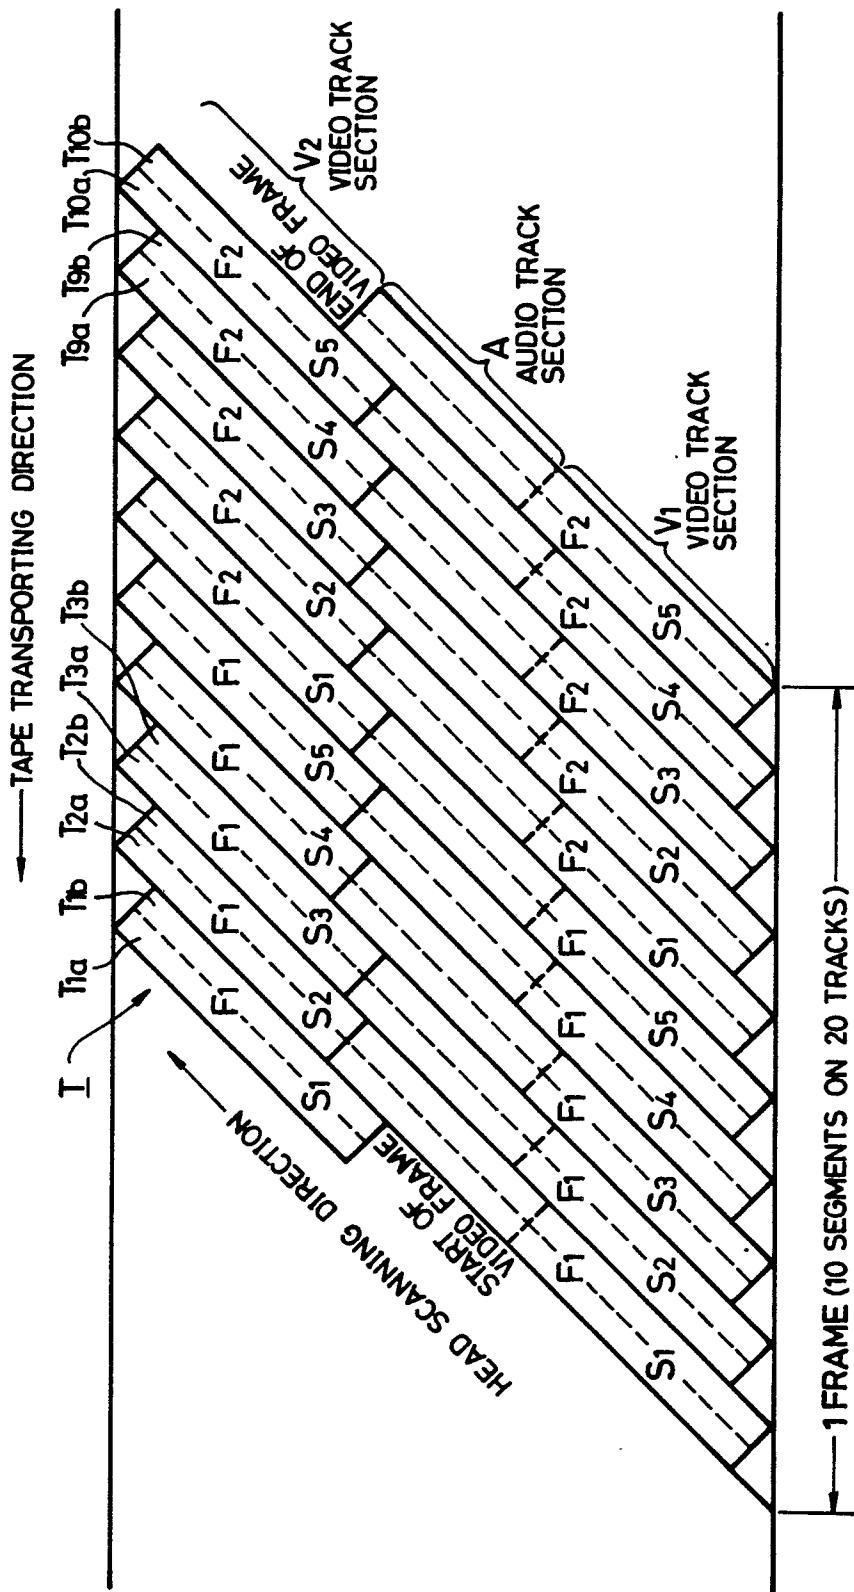 TAPE TRANSPORTING DIRECTION
T
T1a T1b T2a T2b T3a T3b T9a T9b T10a T10b
HEAD SCANNING DIRECTION
F1 F1 F1 F1 F1 F2 F2 F2 F2 F2
S1 S2 S3 S4 S5 S1 S2 S3 S4 S5
START OF
VIDEO FRAME
END OF
VIDEO FRAME
V2
VIDEO TRACK
SECTION
A
AUDIO TRACK
SECTION
V1
VIDEO TRACK
SECTION
F1 F1 F1 F1 F1 F2 F2 F2 F2 F2
S1 S2 S3 S4 S5 S1 S2 S3 S4 S5
1 FRAME (10 SEGMENTS ON 20 TRACKS)